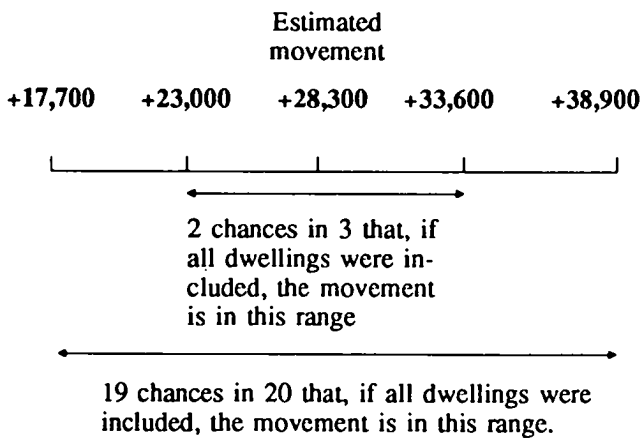 Estimated
movement
+17,700 +23,000 +28,300 +33,600 +38,900
2 chances in 3 that, if
all dwellings were in-
cluded, the movement
is in this range
19 chances in 20 that, if all dwellings were
included, the movement is in this range.